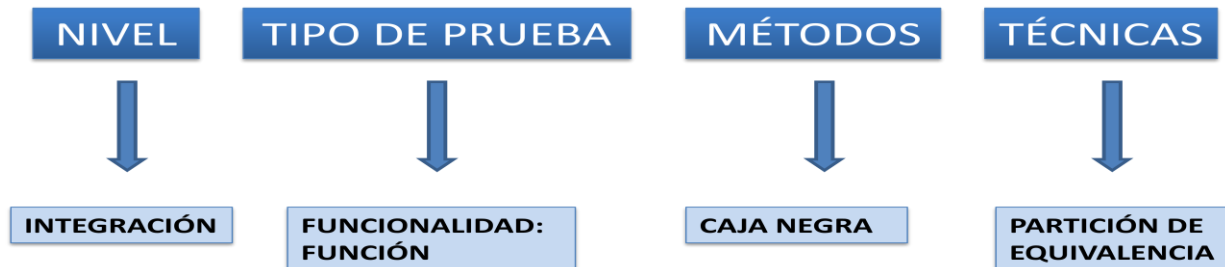 NIVEL
TIPO DE PRUEBA
MÉTODOS
TÉCNICAS
INTEGRACIÓN
FUNCIONALIDAD:
FUNCIÓN
CAJA NEGRA
PARTICIÓN DE
EQUIVALENCIA